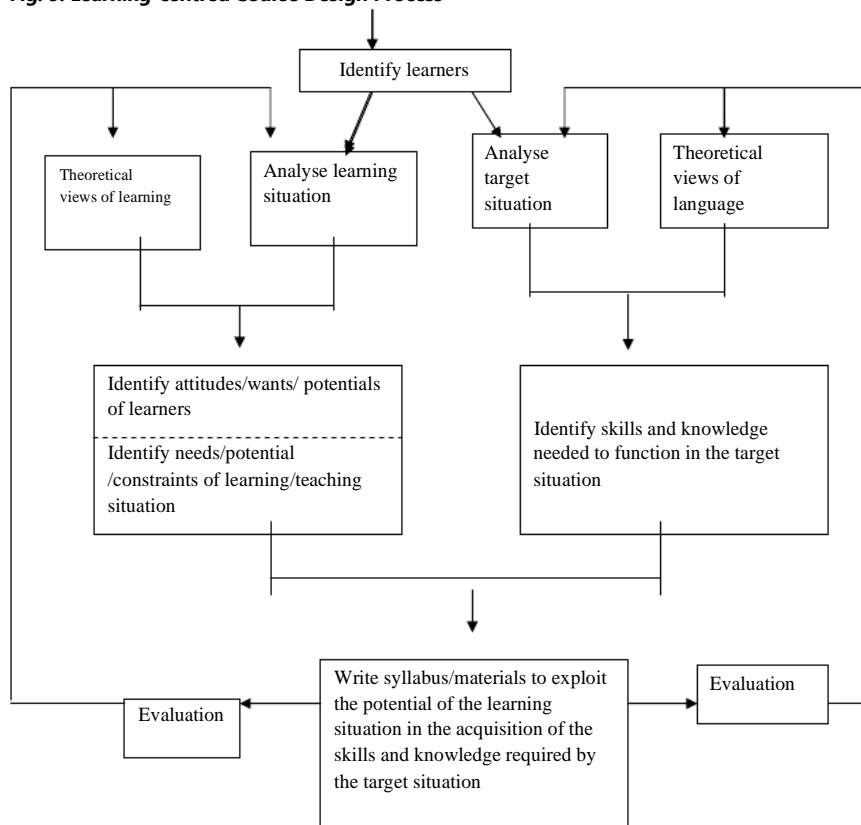 Fig. 3. Learning-centred Course Design Process
Identify learners
Theoretical
views of learning
Analyse learning
situation
Analyse
target
situation
Theoretical
views of
language
Identify attitudes/wants/ potentials
of learners
Identify needs/potential
/constraints of learning/teaching
situation
Identify skills and knowledge
needed to function in the target
situation
Evaluation
Write syllabus/materials to exploit
the potential of the learning
situation in the acquisition of the
skills and knowledge required by
the target situation
Evaluation